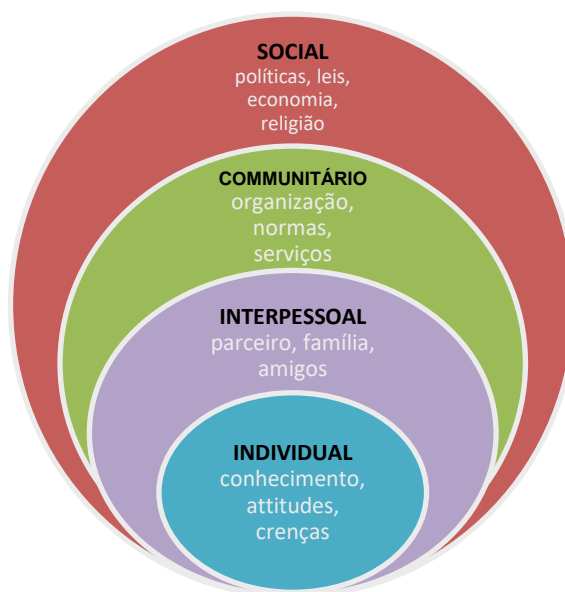 SOCIAL
políticas, leis,
economia,
religião
COMMUNITÁRIO
organização,
normas,
serviços
INTERPESSOAL
parceiro, família,
amigos
INDIVIDUAL
conhecimento,
attitudes,
crenças